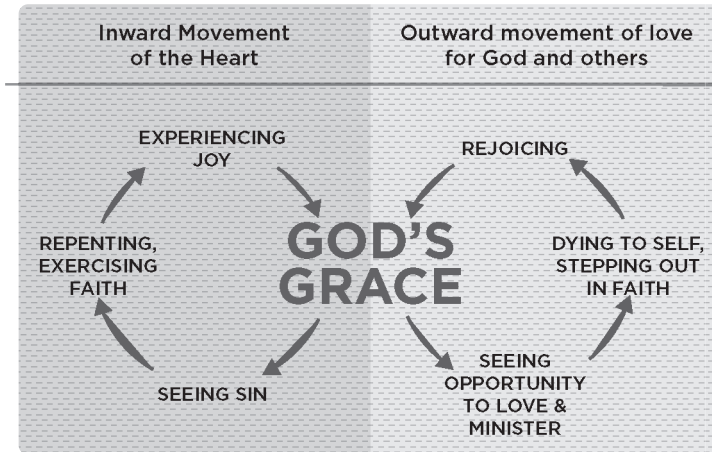 Inward Movement
of the Heart
Outward movement of love
for God and others
EXPERIENCING
JOY
REJOICING
GOD'S
GRACE
REPENTING,
EXERCISING
FAITH
DYING TO SELF,
STEPPING OUT
IN FAITH
SEEING SIN
SEEING
OPPORTUNITY
TO LOVE &
MINISTER